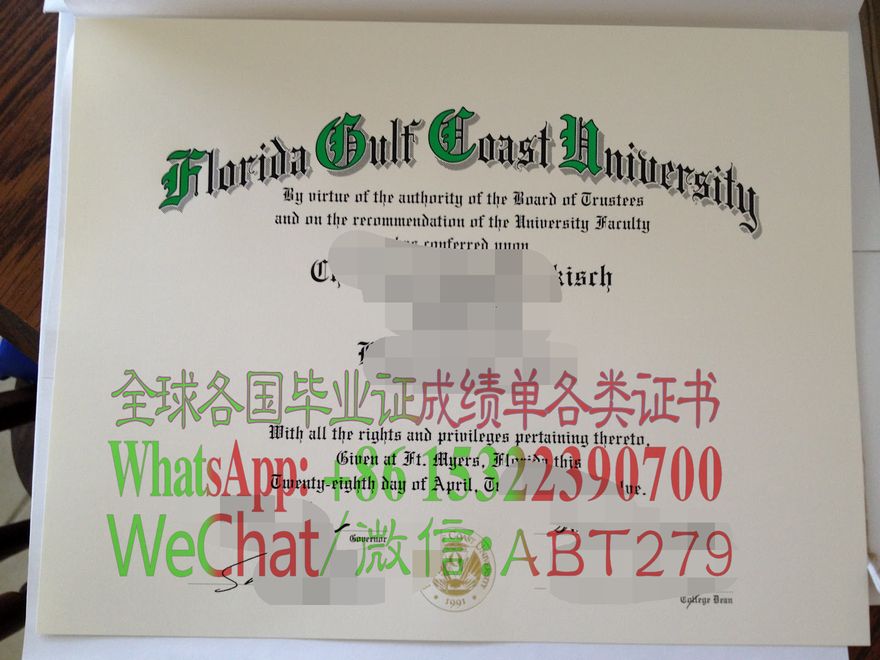 Florida Gulf Coast University
By virtue of the authority of the Board of Trustees
and on the recommendation of the University Faculty
conferred upon
全球各国毕业证成绩单各类证书
With all the rights and privileges pertaining thereto.
Given at Ft. Myers, Florida this
WhatsApp: +86 15322390700
Twenty-eighth day of April,
Governor
WeChat/微信: ABT279
1991
College Dean